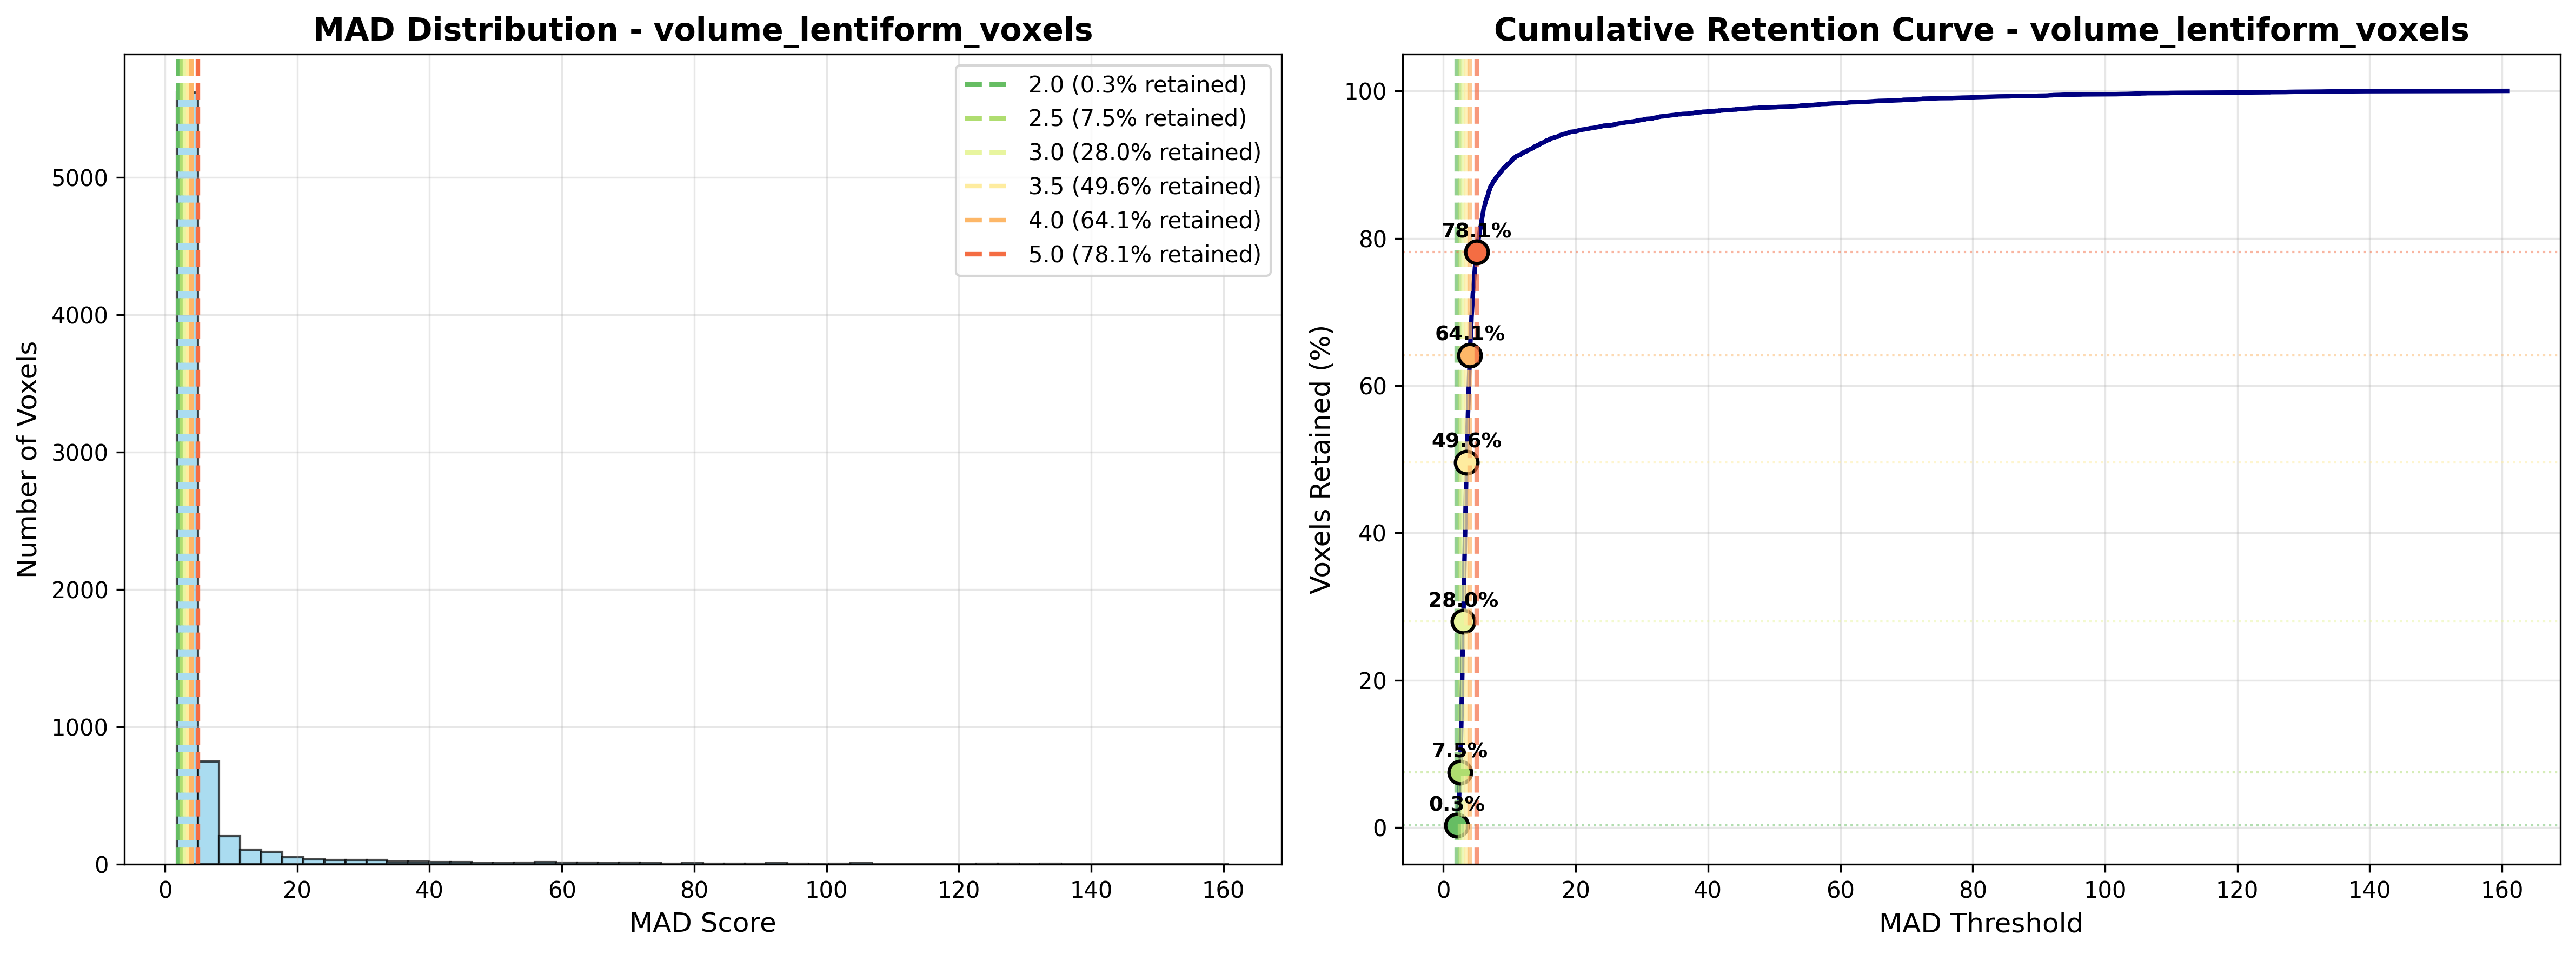 MAD Distribution - volume_lentiform_voxels
Number of Voxels
5000
4000
3000
2000
1000
0
0 20 40 60 80 100 120 140 160
MAD Score
2.0 (0.3% retained)
2.5 (7.5% retained)
3.0 (28.0% retained)
3.5 (49.6% retained)
4.0 (64.1% retained)
5.0 (78.1% retained)
Cumulative Retention Curve - volume_lentiform_voxels
Voxels Retained (%)
100
80
60
40
20
0
78.1%
64.1%
49.6%
28.0%
7.5%
0.3%
0 20 40 60 80 100 120 140 160
MAD Threshold